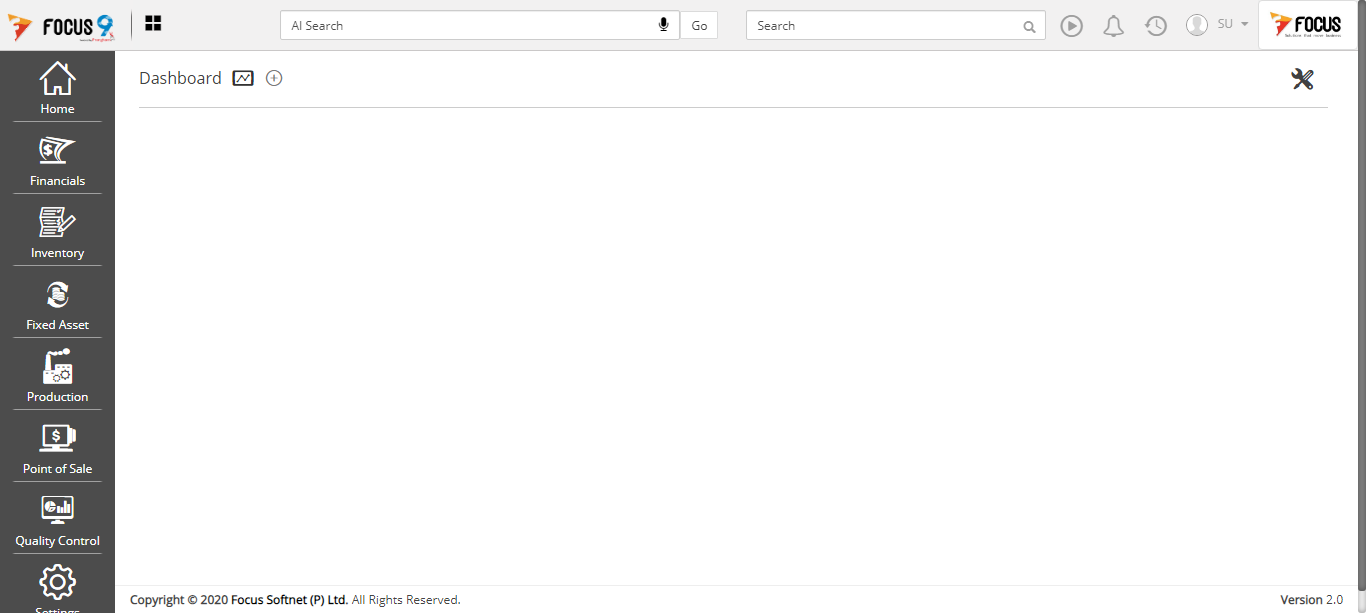 FOCUS 9
AI Search
Go
Search
SU
FOCUS
Dashboard
Home
Financials
Inventory
Fixed Asset
Production
Point of Sale
Quality Control
Settings
Copyright © 2020 Focus Softnet (P) Ltd. All Rights Reserved.
Version 2.0